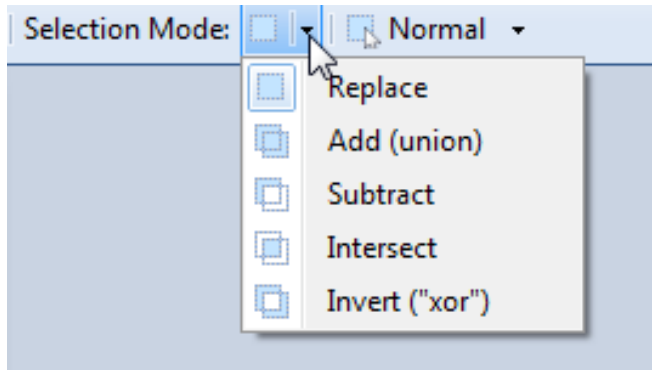 Selection Mode: Normal
Replace
Add (union)
Subtract
Intersect
Invert ("xor")